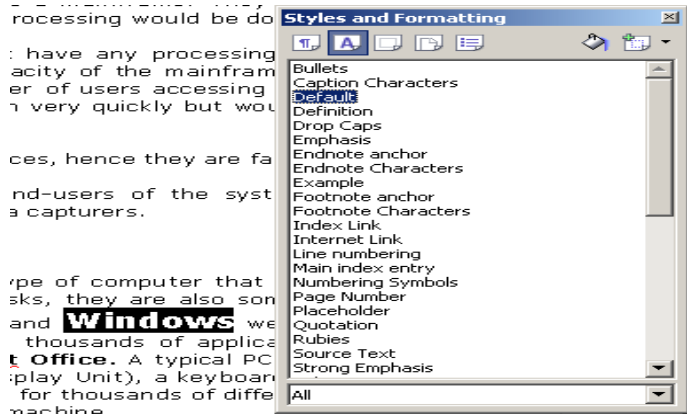 rocessing would be do
have any processing
acity of the mainfram
er of users accessing
very quickly but wou
ces, hence they are fa
nd-users of the syst
a capturers.
ype of computer that
sks, they are also son
and Windows we
thousands of applica
t Office. A typical PC
play Unit), a keyboar
for thousands of diffe
machine
Styles and Formatting
Bullets
Caption Characters
Default
Definition
Drop Caps
Emphasis
Endnote anchor
Endnote Characters
Example
Footnote anchor
Footnote Characters
Index Link
Internet Link
Line numbering
Main index entry
Numbering Symbols
Page Number
Placeholder
Quotation
Rubies
Source Text
Strong Emphasis
All